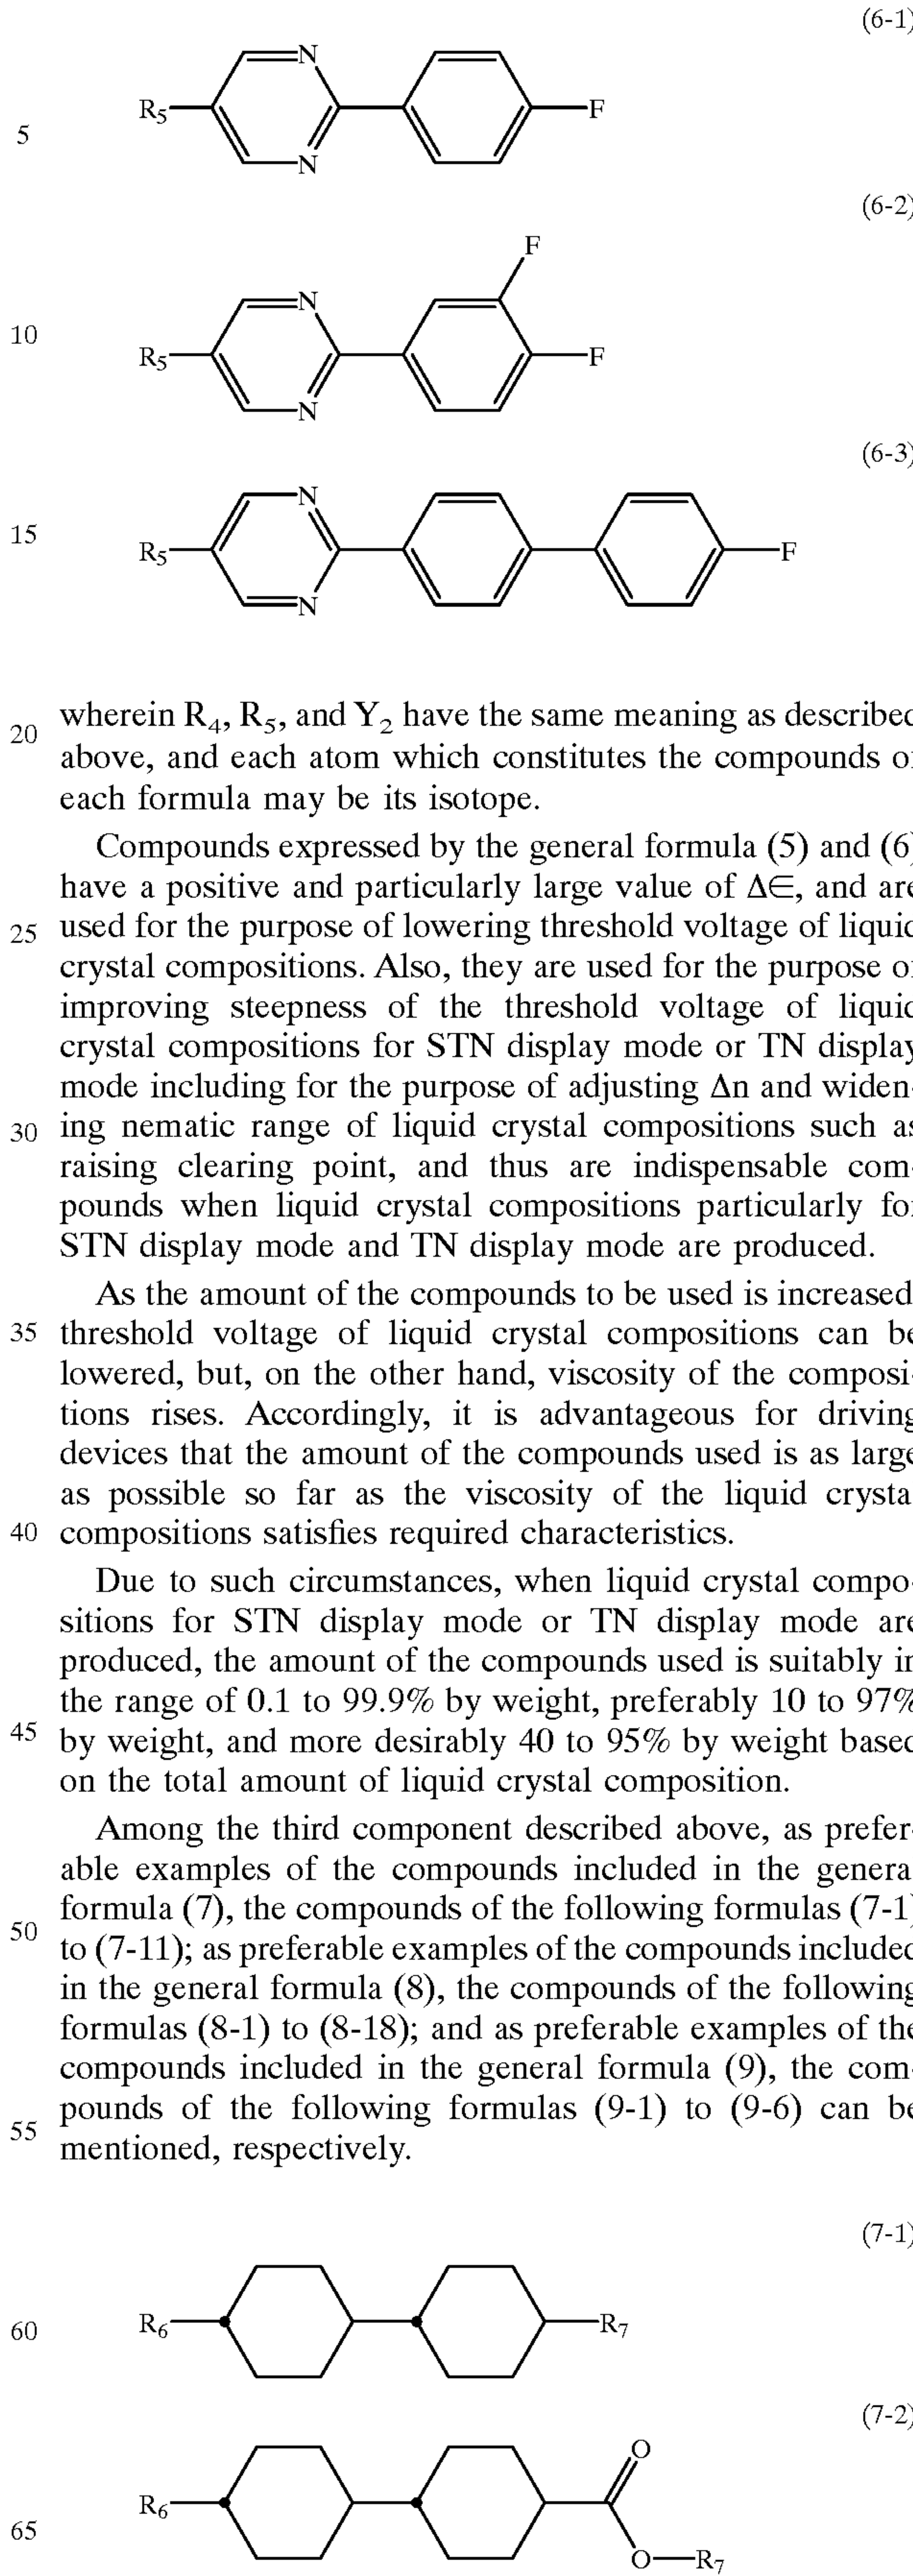 (6-1)
N
R5 F
5
N
(6-2)
F
N
10
R5 F
N
(6-3)
N
15
R5 F
N
20 wherein R4, R5, and Y2 have the same meaning as described
above, and each atom which constitutes the compounds of
each formula may be its isotope.
Compounds expressed by the general formula (5) and (6)
have a positive and particularly large value of Δ∈, and are
25 used for the purpose of lowering threshold voltage of liquid
crystal compositions. Also, they are used for the purpose of
improving steepness of the threshold voltage of liquid
crystal compositions for STN display mode or TN display
mode including for the purpose of adjusting Δn and widen-
30 ing nematic range of liquid crystal compositions such as
raising clearing point, and thus are indispensable com-
pounds when liquid crystal compositions particularly for
STN display mode and TN display mode are produced.
As the amount of the compounds to be used is increased
35 threshold voltage of liquid crystal compositions can be
lowered, but, on the other hand, viscosity of the composi-
tions rises. Accordingly, it is advantageous for driving
devices that the amount of the compounds used is as large
as possible so far as the viscosity of the liquid crystal
40 compositions satisfies required characteristics.
Due to such circumstances, when liquid crystal compo-
sitions for STN display mode or TN display mode are
produced, the amount of the compounds used is suitably in
the range of 0.1 to 99.9% by weight, preferably 10 to 97%
45 by weight, and more desirably 40 to 95% by weight based
on the total amount of liquid crystal composition.
Among the third component described above, as prefer-
able examples of the compounds included in the general
formula (7), the compounds of the following formulas (7-1)
50 to (7-11); as preferable examples of the compounds included
in the general formula (8), the compounds of the following
formulas (8-1) to (8-18); and as preferable examples of the
compounds included in the general formula (9), the com-
pounds of the following formulas (9-1) to (9-6) can be
55 mentioned, respectively.
(7-1)
60
R6 R7
(7-2)
O
R6
65
O R7